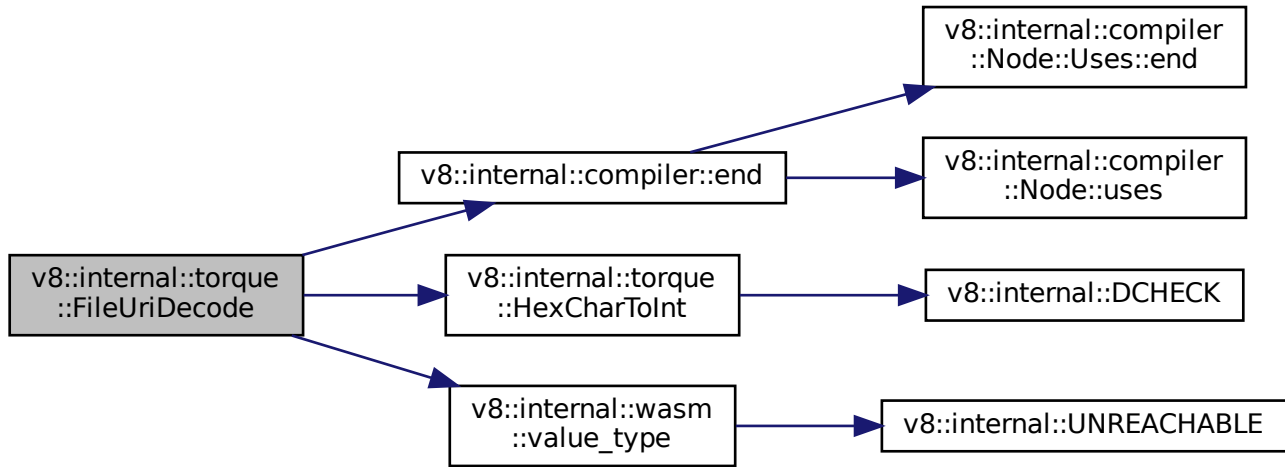 v8::internal::compiler
::Node::Uses::end
v8::internal::compiler::end
v8::internal::compiler
::Node::uses
v8::internal::torque
::FileUriDecode
v8::internal::torque
::HexCharToInt
v8::internal::DCHECK
v8::internal::wasm
::value_type
v8::internal::UNREACHABLE